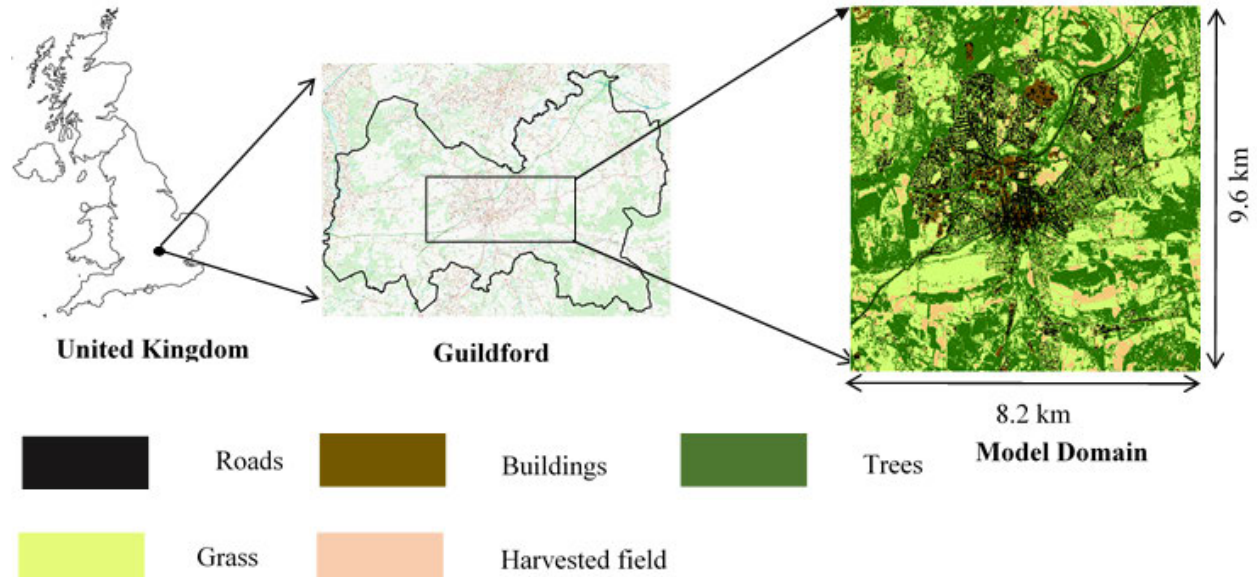 United Kingdom
Guildford
9.6 km
8.2 km
Model Domain
Roads
Buildings
Trees
Grass
Harvested field